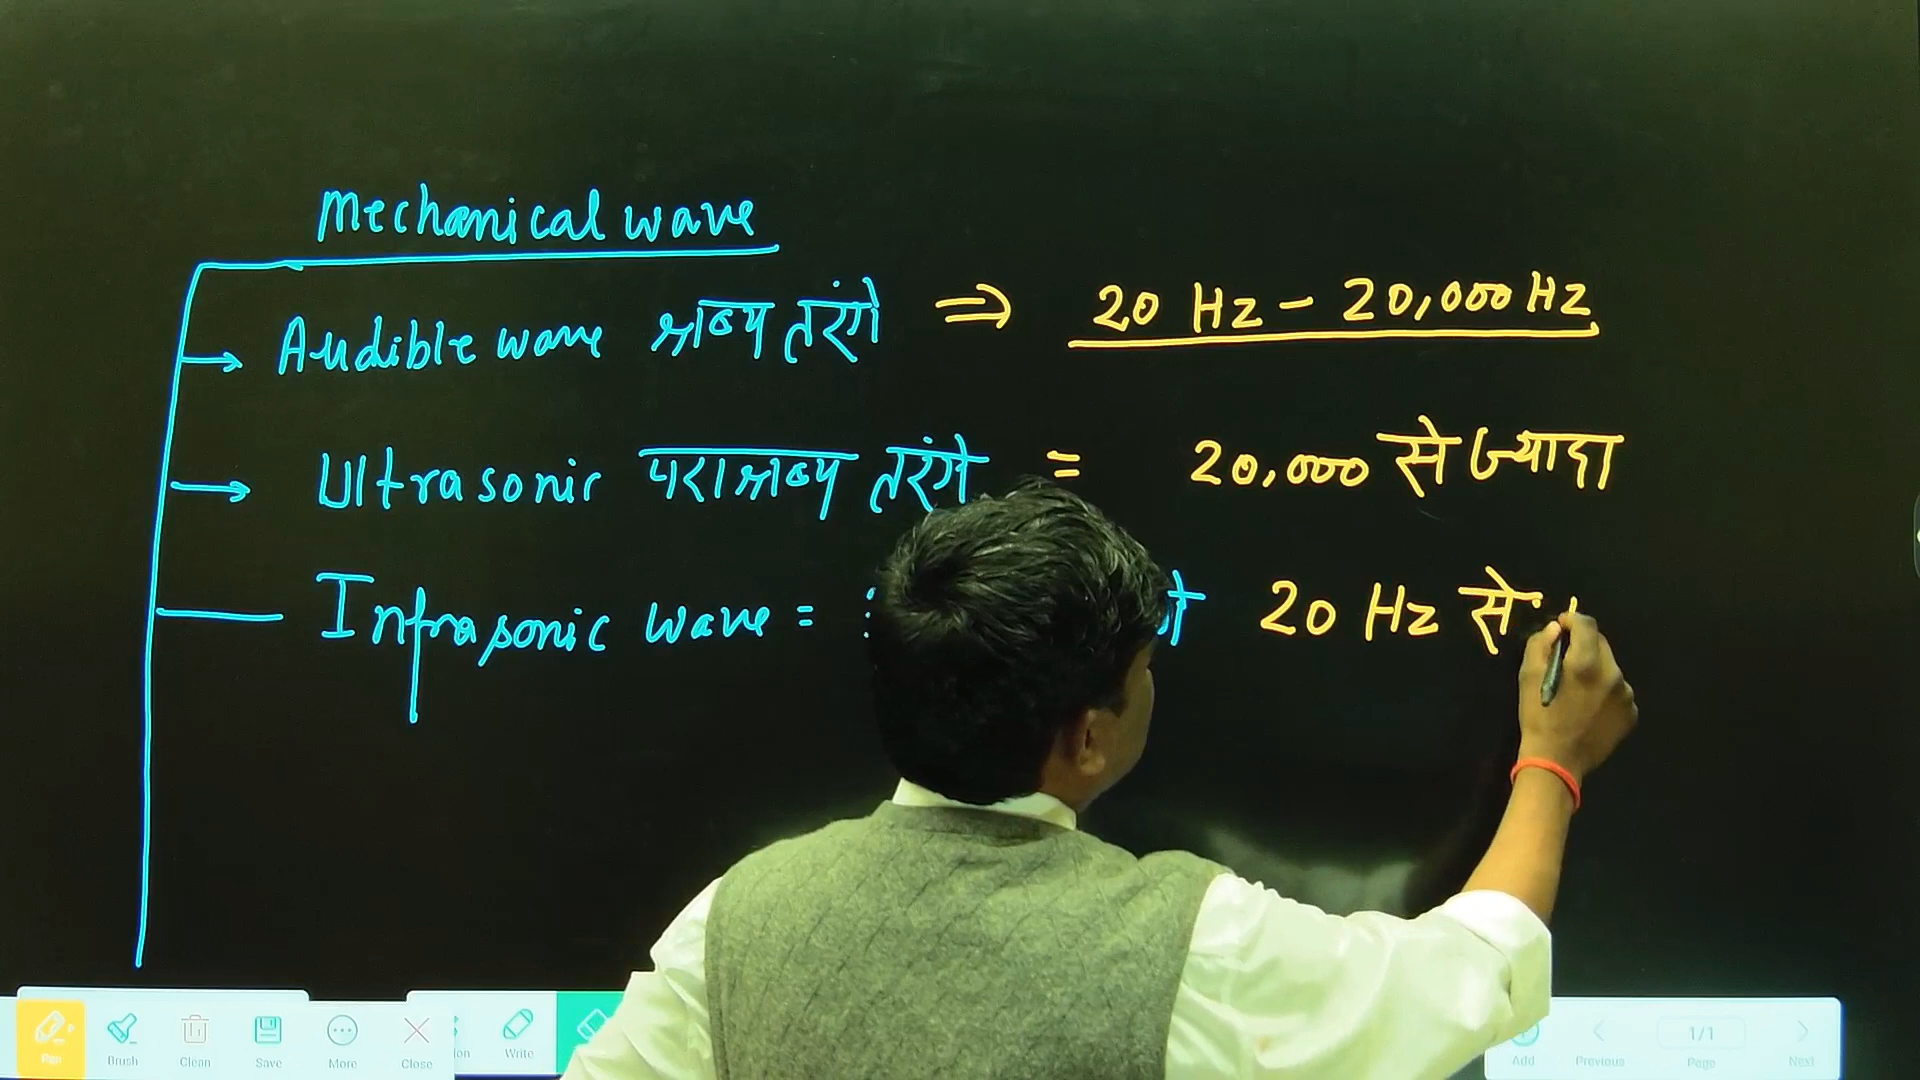 Mechanical wave
Audible wave श्रव्य तरंगे ⇒ 20 Hz - 20,000 Hz
Ultrasonic पराश्रव्य तरंगे = 20,000 से ज्यादा
Infrasonic wave = 20 Hz से
Pen Brush Clean Save More Close Write Add Previous 1/1 Page Next